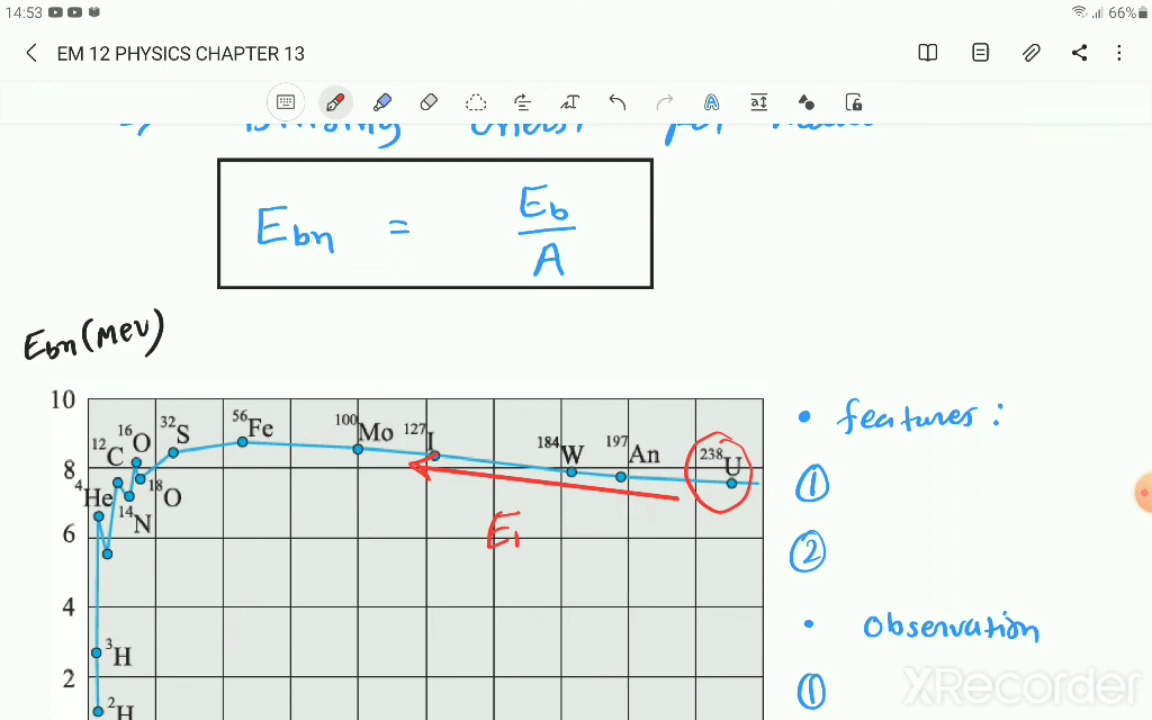 14:53 66%
EM 12 PHYSICS CHAPTER 13
Ebn = Eb
A
Ebn (MeV)
10
8
6
4
2
²H
³H
⁴He
¹²C
¹⁴N
¹⁶O
¹⁸O
³²S
⁵⁶Fe
¹⁰⁰Mo
¹²⁷I
¹⁸⁴W
¹⁹⁷An
²³⁸U
E₁
• features:
①
②
• Observation
①
XRecorder